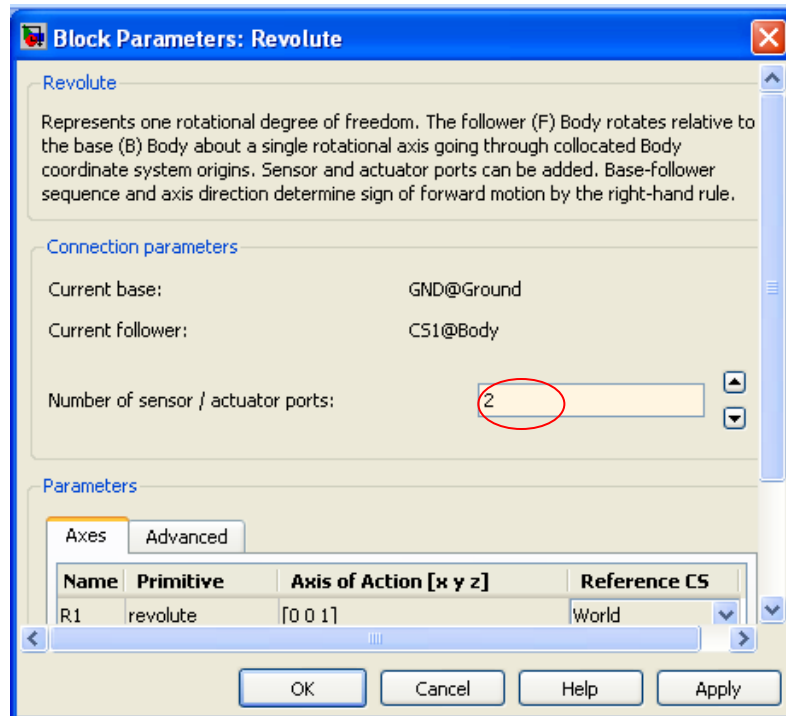 Block Parameters: Revolute
Revolute
Represents one rotational degree of freedom. The follower (F) Body rotates relative to
the base (B) Body about a single rotational axis going through collocated Body
coordinate system origins. Sensor and actuator ports can be added. Base-follower
sequence and axis direction determine sign of forward motion by the right-hand rule.
Connection parameters
Current base: GND@Ground
Current follower: CS1@Body
Number of sensor / actuator ports: 2
Parameters
Axes Advanced
Name Primitive Axis of Action [x y z] Reference CS
R1 revolute [0 0 1] World
OK Cancel Help Apply